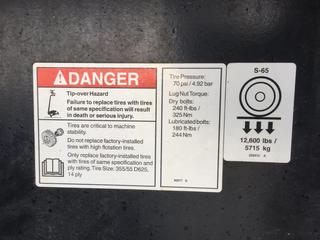 DANGER
Tip-over Hazard
Failure to replace tires with tires
of same specification will result
in death or serious injury.
Tires are critical to machine
stability.
Do not replace factory-installed
tires with high flotation tires.
Only replace factory-installed
tires with tires of same specification and
ply rating. Tire Size: 355/55 D625,
14 ply
Tire Pressure:
70 psi / 4.92 bar
Lug Nut Torque:
Dry bolts:
240 ft-lbs /
325 Nm
Lubricated bolts:
180 ft-lbs /
244 Nm
S-65
12,600 lbs /
5715 kg